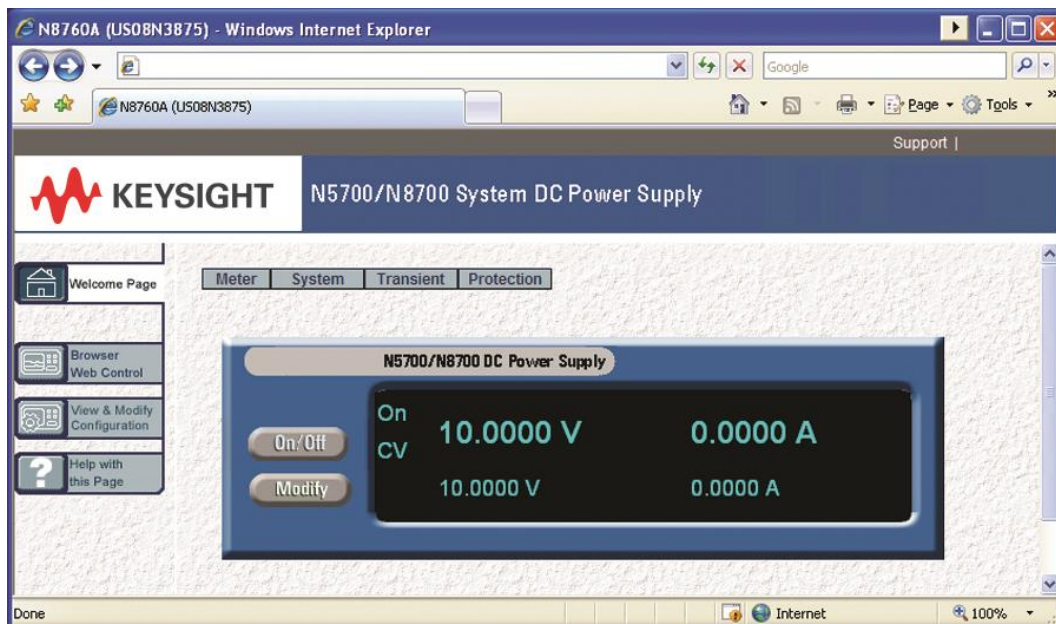 N8760A (US08N3875) - Windows Internet Explorer
Google
N8760A (US08N3875)
Page
Tools
»
Support |
KEYSIGHT
N5700/N8700 System DC Power Supply
Welcome Page
Meter
System
Transient
Protection
Browser
Web Control
View & Modify
Configuration
Help with
this Page
N5700/N8700 DC Power Supply
On/Off
Modify
On
CV
10.0000 V
0.0000 A
10.0000 V
0.0000 A
Done
Internet
100%